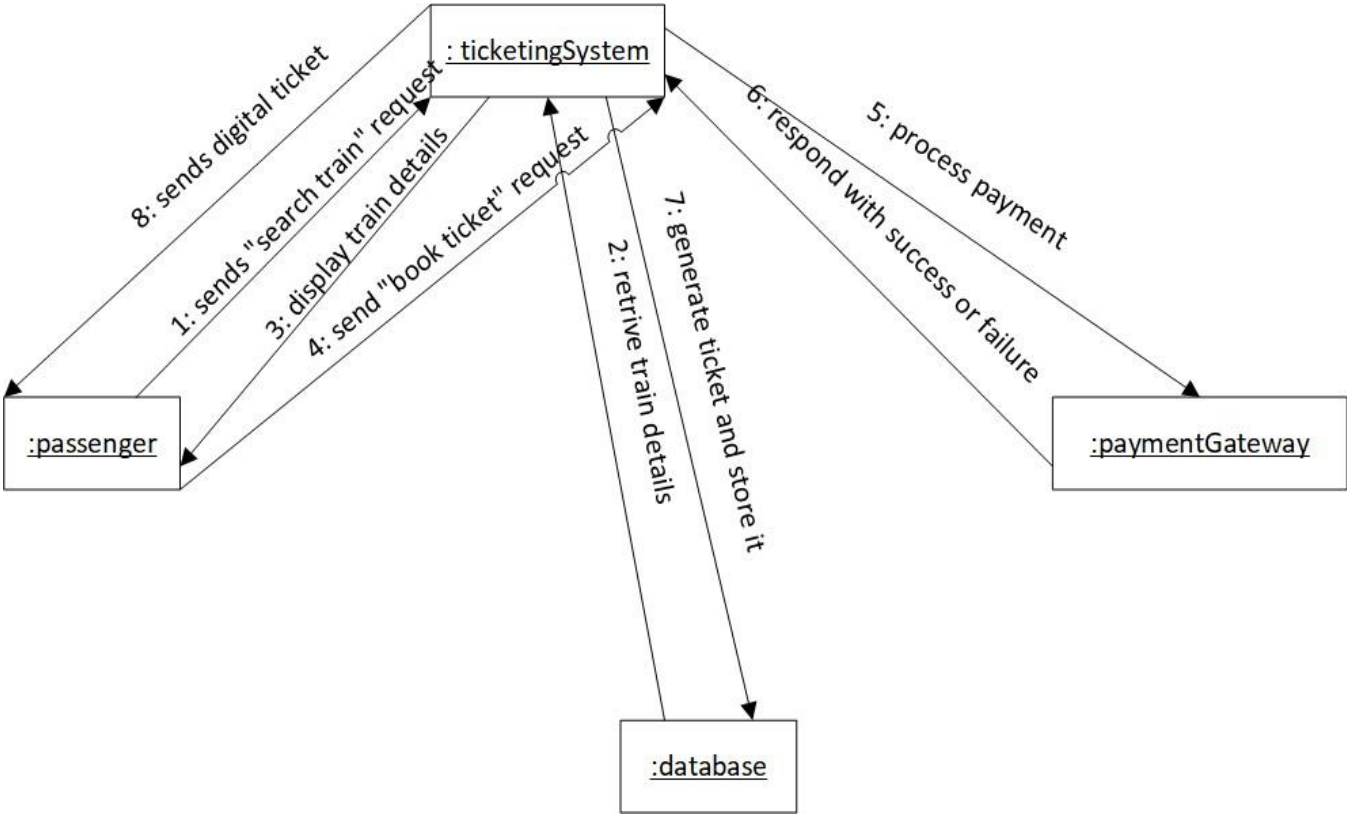 : ticketingSystem
8: sends digital ticket
1: sends "search train" request
3: display train details
4: send "book ticket" request
2: retrive train details
7: generate ticket and store it
6: respond with success or failure
5: process payment
:passenger
:paymentGateway
:database